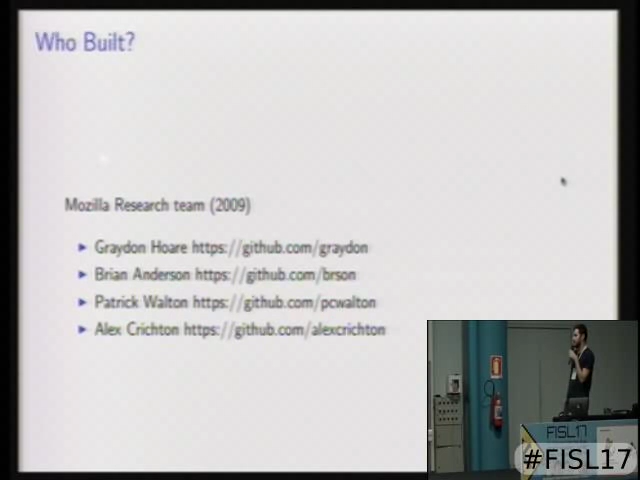 Who Built?
Mozilla Research team (2009)
Graydon Hoare https://github.com/graydon
Brian Anderson https://github.com/brson
Patrick Walton https://github.com/pcwalton
Alex Crichton https://github.com/alexcrichton
FISL17
#FISL17